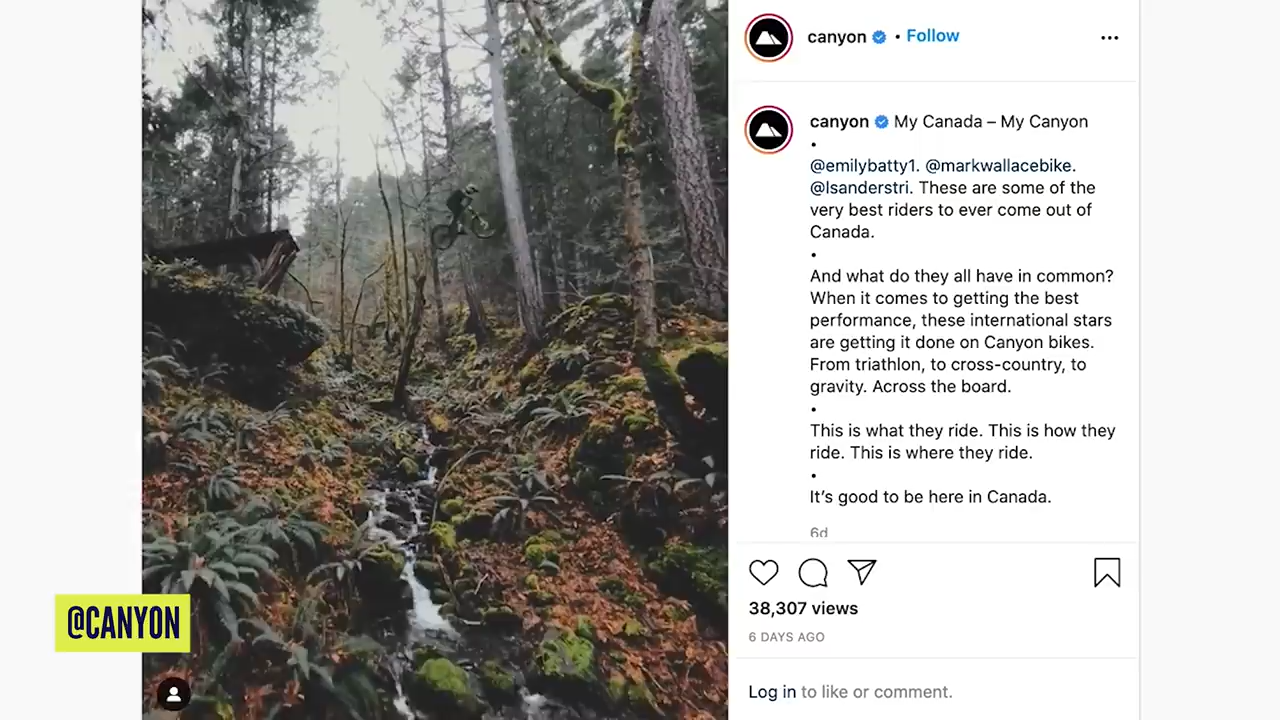 canyon • Follow
canyon My Canada – My Canyon
•
@emilybatty1. @markwallacebike.
@lsanderstri. These are some of the
very best riders to ever come out of
Canada.
•
And what do they all have in common?
When it comes to getting the best
performance, these international stars
are getting it done on Canyon bikes.
From triathlon, to cross-country, to
gravity. Across the board.
•
This is what they ride. This is how they
ride. This is where they ride.
•
It’s good to be here in Canada.
6d
38,307 views
6 DAYS AGO
Log in to like or comment.
@CANYON